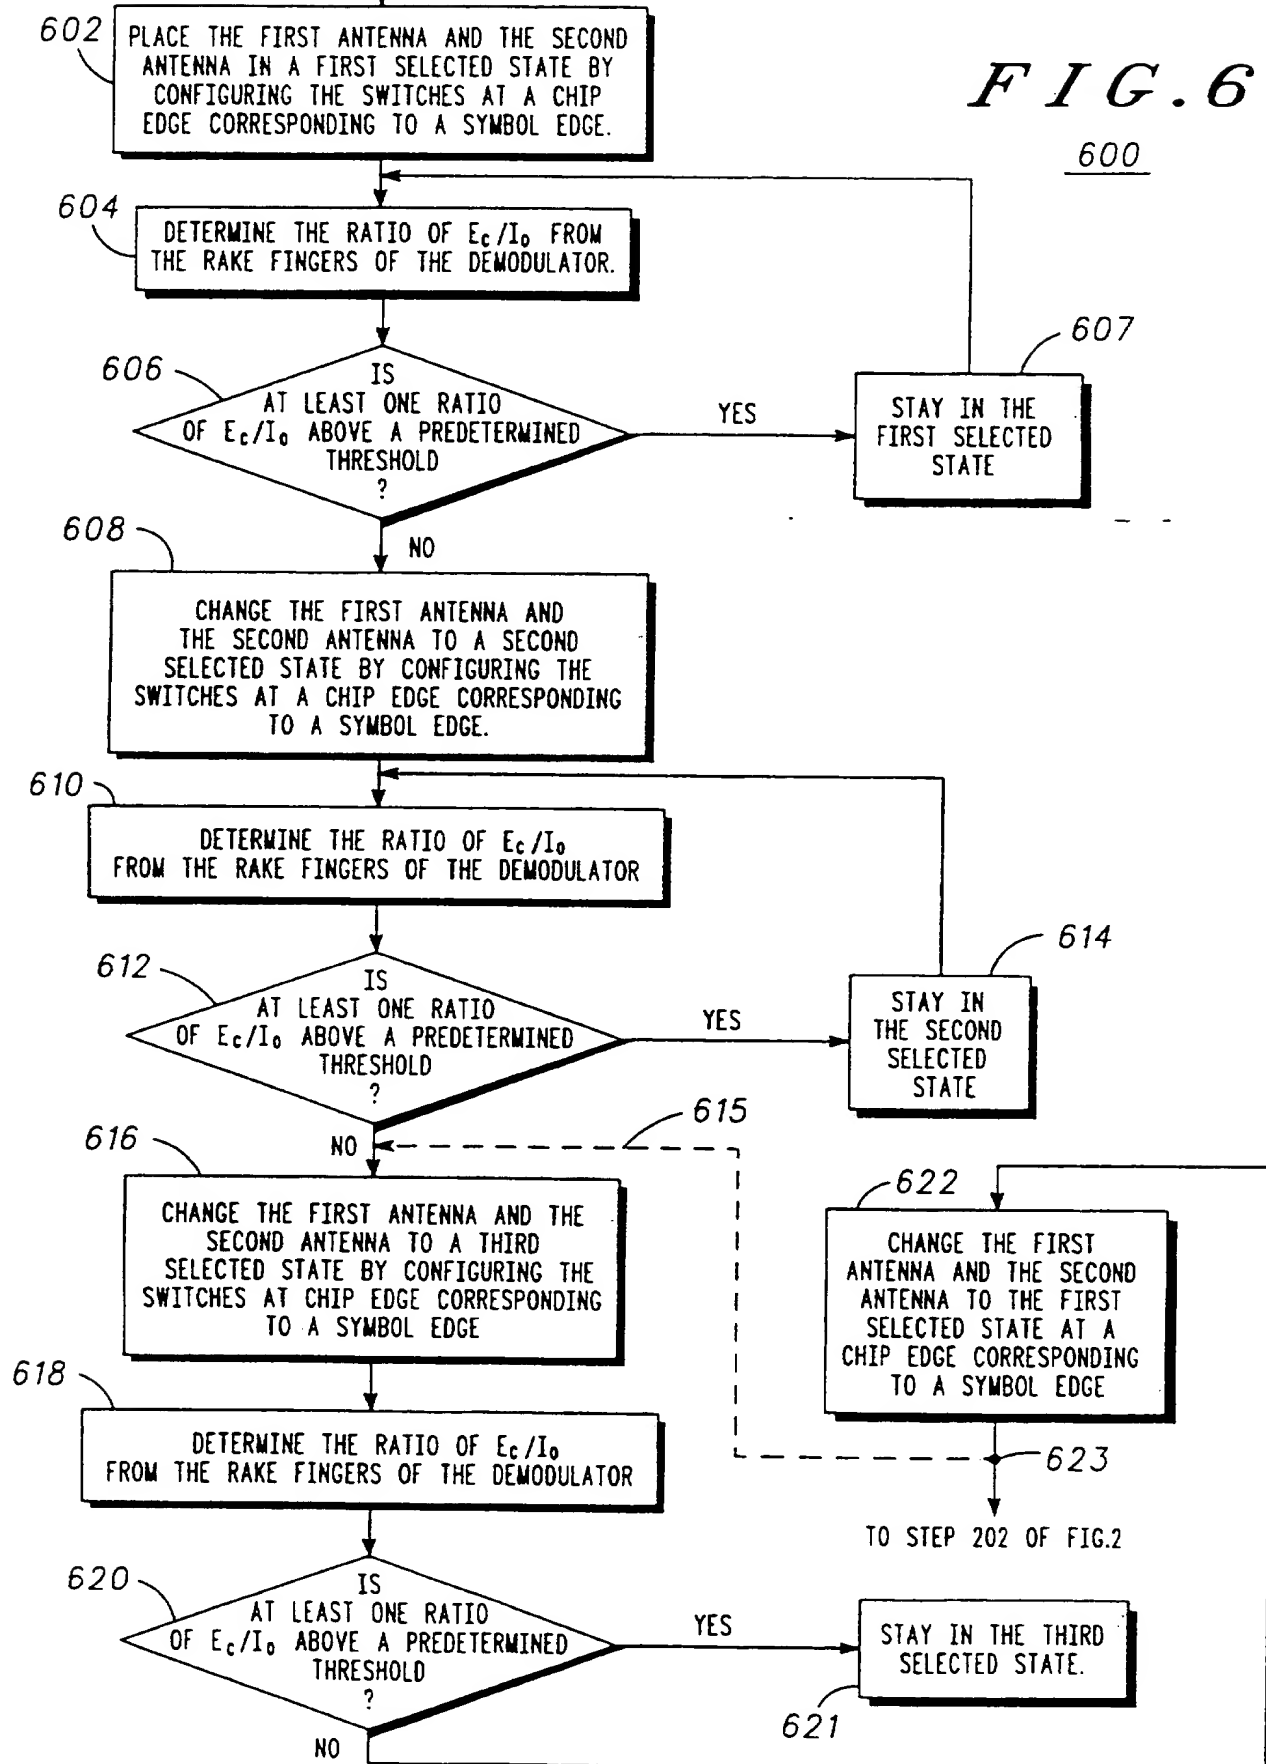 602
PLACE THE FIRST ANTENNA AND THE SECOND
ANTENNA IN A FIRST SELECTED STATE BY
CONFIGURING THE SWITCHES AT A CHIP
EDGE CORRESPONDING TO A SYMBOL EDGE.
FIG.6
600
604
DETERMINE THE RATIO OF Ec/Io FROM
THE RAKE FINGERS OF THE DEMODULATOR.
606
IS
AT LEAST ONE RATIO
OF Ec/Io ABOVE A PREDETERMINED
THRESHOLD
?
YES
607
STAY IN THE
FIRST SELECTED
STATE
NO
608
CHANGE THE FIRST ANTENNA AND
THE SECOND ANTENNA TO A SECOND
SELECTED STATE BY CONFIGURING THE
SWITCHES AT A CHIP EDGE CORRESPONDING
TO A SYMBOL EDGE.
610
DETERMINE THE RATIO OF Ec/Io
FROM THE RAKE FINGERS OF THE DEMODULATOR
612
IS
AT LEAST ONE RATIO
OF Ec/Io ABOVE A PREDETERMINED
THRESHOLD
?
YES
614
STAY IN
THE SECOND
SELECTED
STATE
NO
615
616
CHANGE THE FIRST ANTENNA AND THE
SECOND ANTENNA TO A THIRD
SELECTED STATE BY CONFIGURING THE
SWITCHES AT CHIP EDGE CORRESPONDING
TO A SYMBOL EDGE
622
CHANGE THE FIRST
ANTENNA AND THE SECOND
ANTENNA TO THE FIRST
SELECTED STATE AT A
CHIP EDGE CORRESPONDING
TO A SYMBOL EDGE
623
TO STEP 202 OF FIG.2
618
DETERMINE THE RATIO OF Ec/Io
FROM THE RAKE FINGERS OF THE DEMODULATOR
620
IS
AT LEAST ONE RATIO
OF Ec/Io ABOVE A PREDETERMINED
THRESHOLD
?
YES
STAY IN THE THIRD
SELECTED STATE.
621
NO